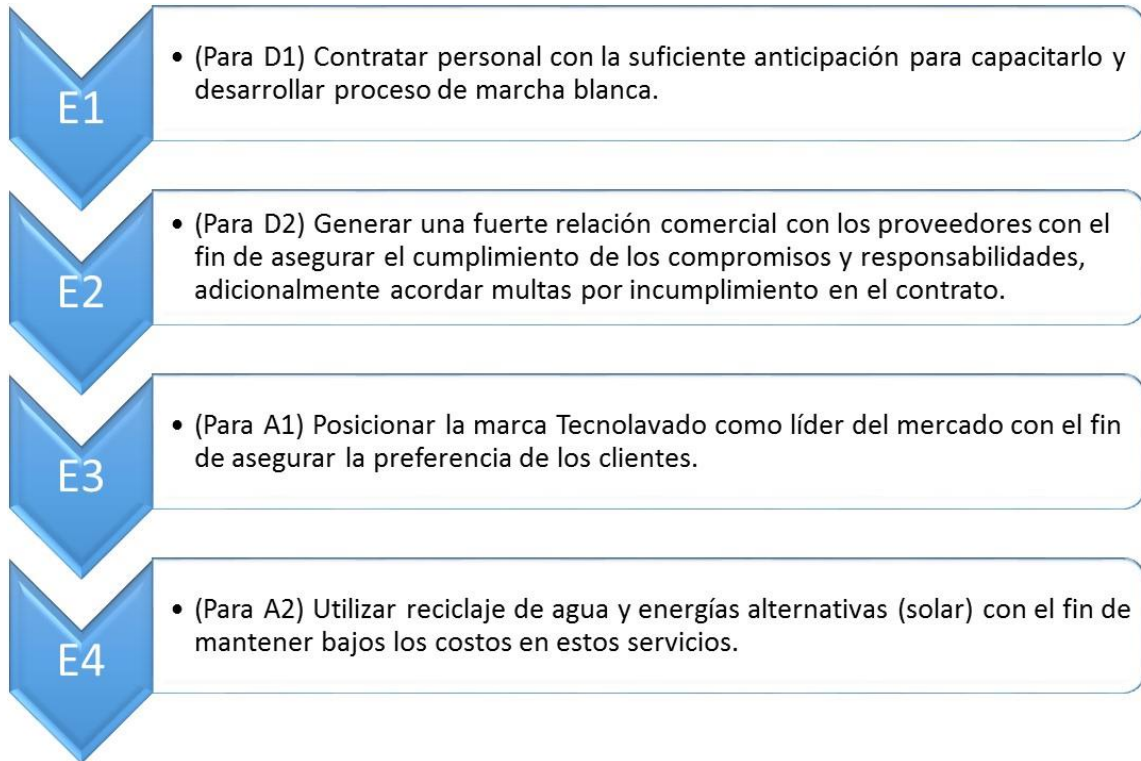 E1
• (Para D1) Contratar personal con la suficiente anticipación para capacitarlo y
desarrollar proceso de marcha blanca.
E2
• (Para D2) Generar una fuerte relación comercial con los proveedores con el
fin de asegurar el cumplimiento de los compromisos y responsabilidades,
adicionalmente acordar multas por incumplimiento en el contrato.
E3
• (Para A1) Posicionar la marca Tecnolavado como líder del mercado con el fin
de asegurar la preferencia de los clientes.
E4
• (Para A2) Utilizar reciclaje de agua y energías alternativas (solar) con el fin de
mantener bajos los costos en estos servicios.